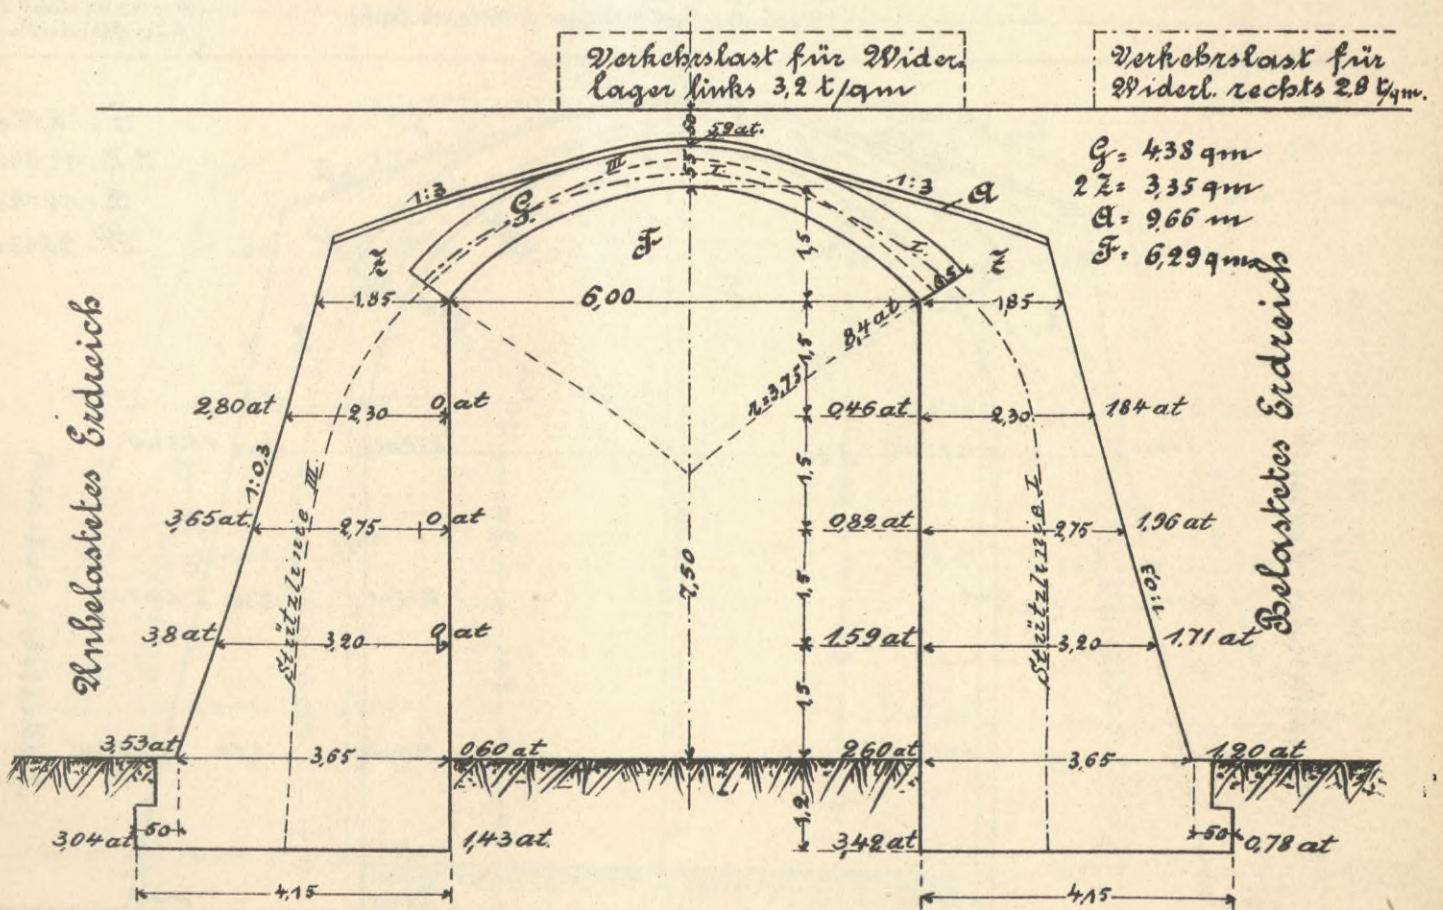 Verkehrslast für Wider-
lager links 3,2 t/qm
Verkehrslast für
Widerl. rechts 2,8 t/qm.
50
5,9 at.
55
G = 4,38 qm
2 Z = 3,35 qm
A = 9,66 m
F = 6,29 qm
1:3
III
I
1:3
A
G
F
I
Z
Z
1,5
1,85
6,00
1,85
8,4 at
r = 3,75
1,5
Unbelastetes Erdreich
Belastetes Erdreich
2,80 at
2,30
0 at
0,46 at
2,30
1,84 at
1:0,3
Stützlinie III
Stützlinie I
1,5
3,65 at.
2,75
0 at
0,82 at
2,75
1,96 at
7,50
1,5
1:0,3
3,8 at
3,20
0 at
1,59 at
3,20
1,71 at
1,5
3,53 at
3,65
0,60 at
2,60 at
3,65
1,20 at
1,2
3,04 at
50
1,43 at.
3,42 at
50
0,78 at
4,15
4,15